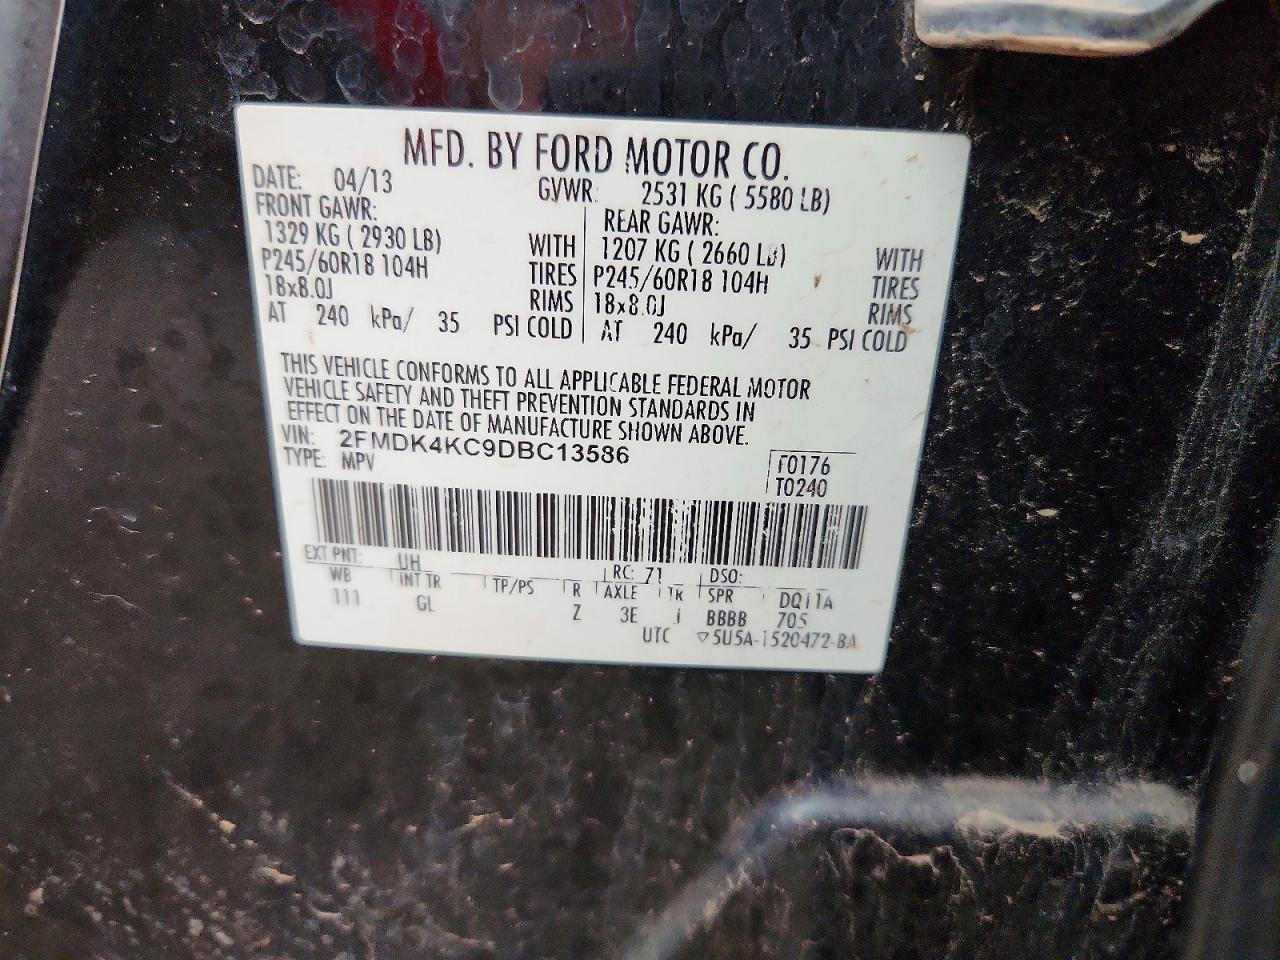 MFD. BY FORD MOTOR CO.
DATE: 04/13 GVWR: 2531 KG ( 5580 LB)
FRONT GAWR: REAR GAWR:
1329 KG ( 2930 LB) WITH 1207 KG ( 2660 LB) WITH
P245/60R18 104H TIRES P245/60R18 104H TIRES
18x8.0J RIMS 18x8.0J RIMS
AT 240 kPa/ 35 PSI COLD AT 240 kPa/ 35 PSI COLD
THIS VEHICLE CONFORMS TO ALL APPLICABLE FEDERAL MOTOR
VEHICLE SAFETY AND THEFT PREVENTION STANDARDS IN
EFFECT ON THE DATE OF MANUFACTURE SHOWN ABOVE.
VIN: 2FMDK4KC9DBC13586
TYPE: MPV F0176
T0240
EXT PNT: UH RC: 71 DSO:
WB INT TR TP/PS R AXLE TR SPR DQ11A
111 GL Z 3E BBBB 705
UTC ▽5U5A-1520472-BA